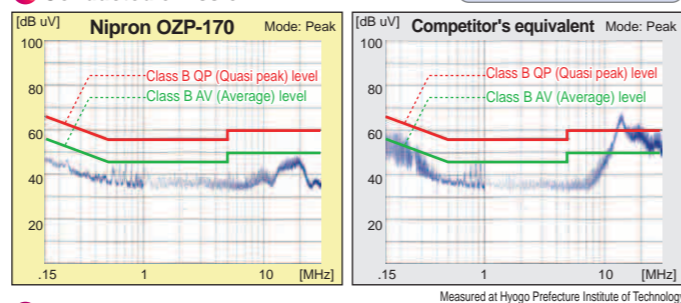 [dB uV] Nipron OZP-170 Mode: Peak
100
80
60
40
20
Class B QP (Quasi peak) level
Class B AV (Average) level
.15 1 10 [MHz]
[dB uV] Competitor's equivalent Mode: Peak
100
80
60
40
20
Class B QP (Quasi peak) level
Class B AV (Average) level
.15 1 10 [MHz]
Measured at Hyogo Prefecture Institute of Technology